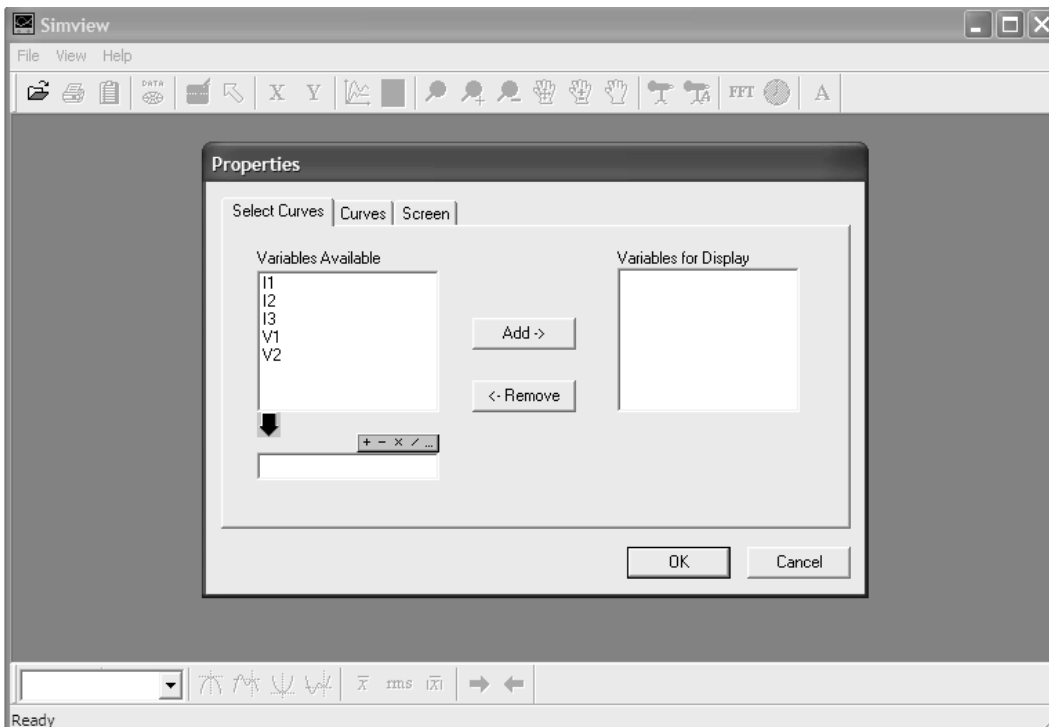 Simview
File View Help
DATA X Y A FFT A
Properties
Select Curves Curves Screen
Variables Available Variables for Display
I1
I2
I3
V1
V2
Add ->
<- Remove
+ - × / ...
OK Cancel
x̄ rms |x̄|
Ready